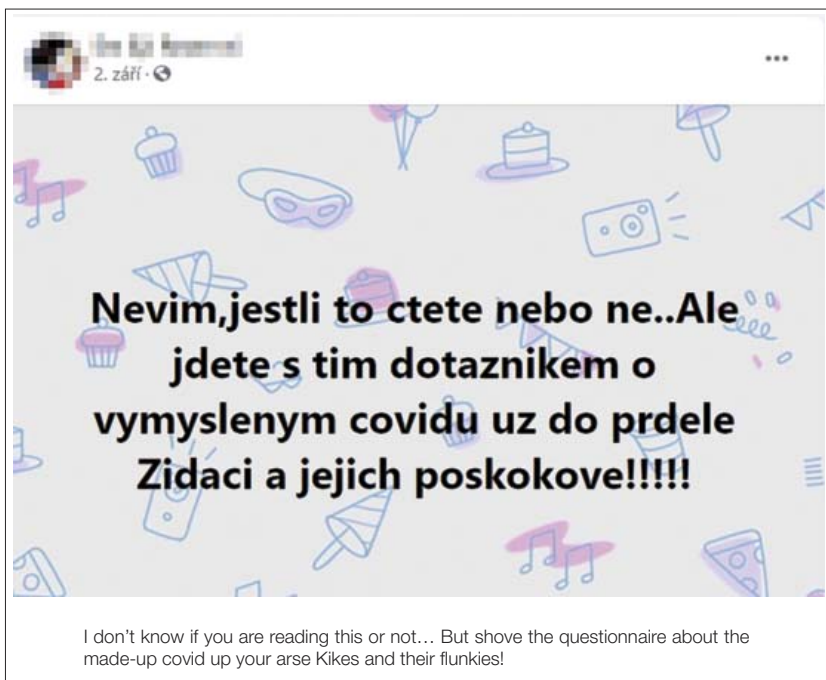 2. září
Nevim,jestli to ctete nebo ne..Ale
jdete s tim dotaznikem o
vymyslenym covidu uz do prdele
Zidaci a jejich poskokove!!!!!
I don't know if you are reading this or not… But shove the questionnaire about the
made-up covid up your arse Kikes and their flunkies!